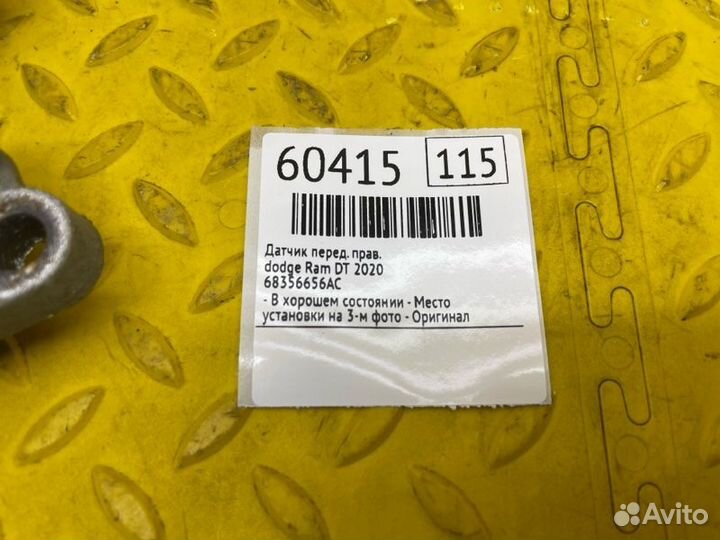 60415 115
Датчик перед. прав.
dodge Ram DT 2020
68356656AC
- В хорошем состоянии - Место
установки на 3-м фото - Оригинал
Avito